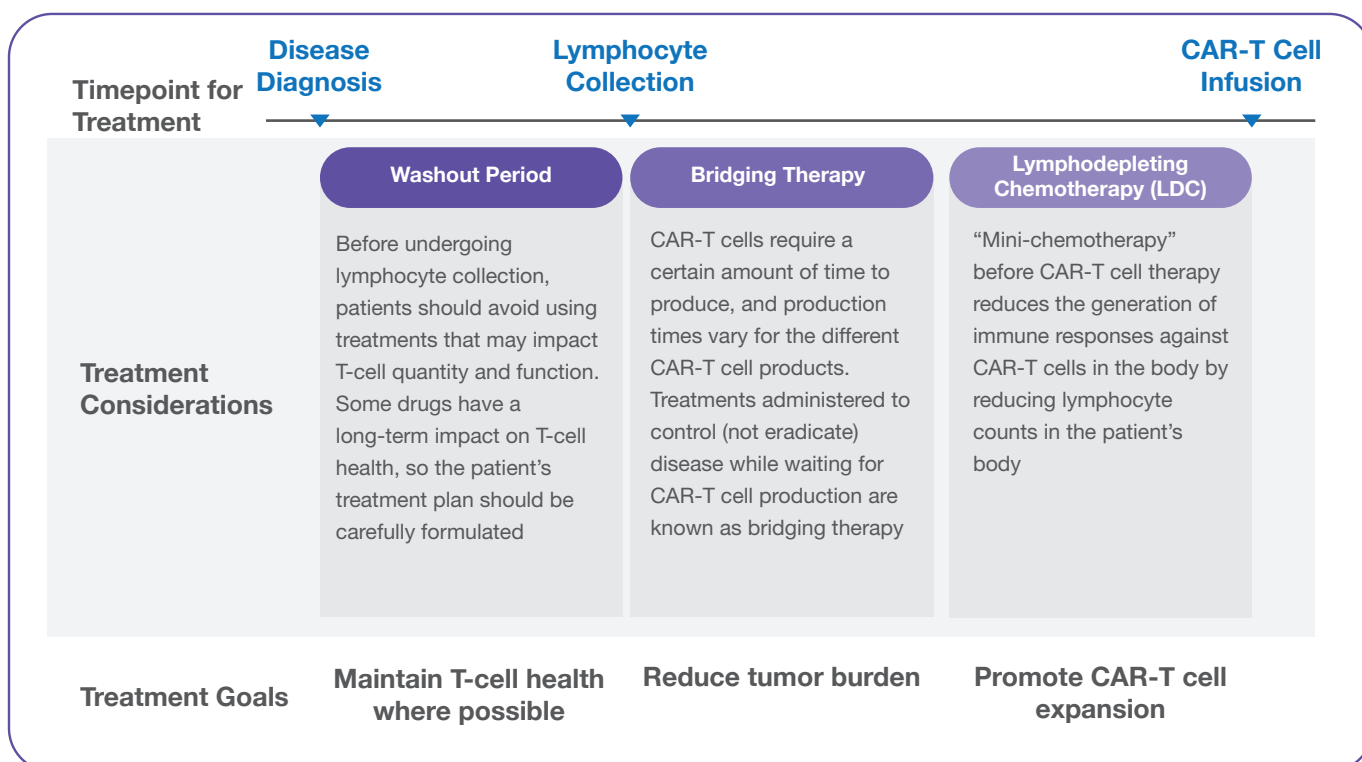 Timepoint for
Treatment
Disease
Diagnosis
Lymphocyte
Collection
CAR-T Cell
Infusion
Treatment
Considerations
Washout Period
Before undergoing
lymphocyte collection,
patients should avoid using
treatments that may impact
T-cell quantity and function.
Some drugs have a
long-term impact on T-cell
health, so the patient’s
treatment plan should be
carefully formulated
Bridging Therapy
CAR-T cells require a
certain amount of time to
produce, and production
times vary for the different
CAR-T cell products.
Treatments administered to
control (not eradicate)
disease while waiting for
CAR-T cell production are
known as bridging therapy
Lymphodepleting
Chemotherapy (LDC)
“Mini-chemotherapy”
before CAR-T cell therapy
reduces the generation of
immune responses against
CAR-T cells in the body by
reducing lymphocyte
counts in the patient’s
body
Treatment Goals
Maintain T-cell health
where possible
Reduce tumor burden
Promote CAR-T cell
expansion